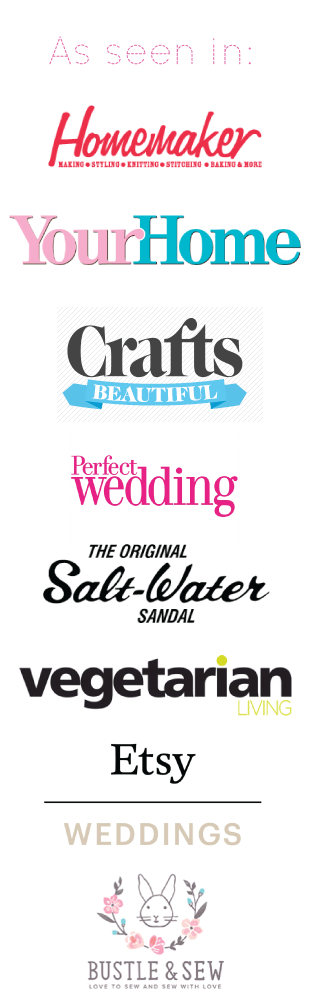 As seen in:
Homemaker
MAKING • STYLING • KNITTING • STITCHING • BAKING & MORE
YourHome
Crafts
BEAUTIFUL
Perfect
wedding
THE ORIGINAL
Salt-Water
SANDAL
vegetarian
LIVING
Etsy
WEDDINGS
BUSTLE & SEW
LOVE TO SEW AND SEW WITH LOVE